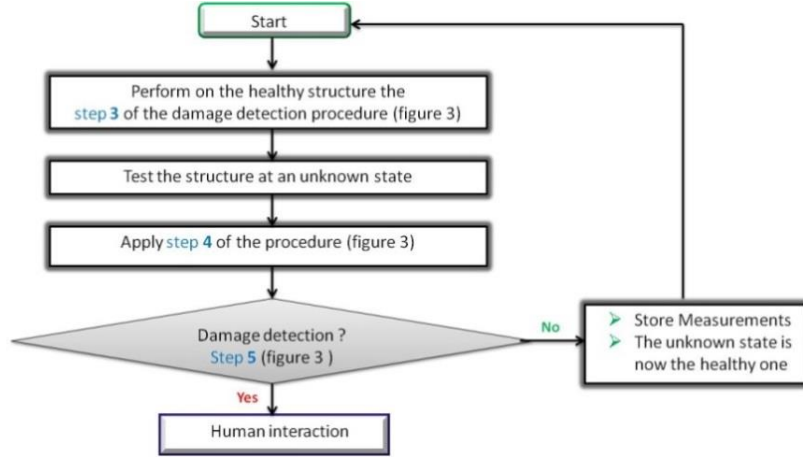 Start
Perform on the healthy structure the
step 3 of the damage detection procedure (figure 3)
Test the structure at an unknown state
Apply step 4 of the procedure (figure 3)
Damage detection ?
Step 5 (figure 3 )
No
Store Measurements
The unknown state is
now the healthy one
Yes
Human interaction